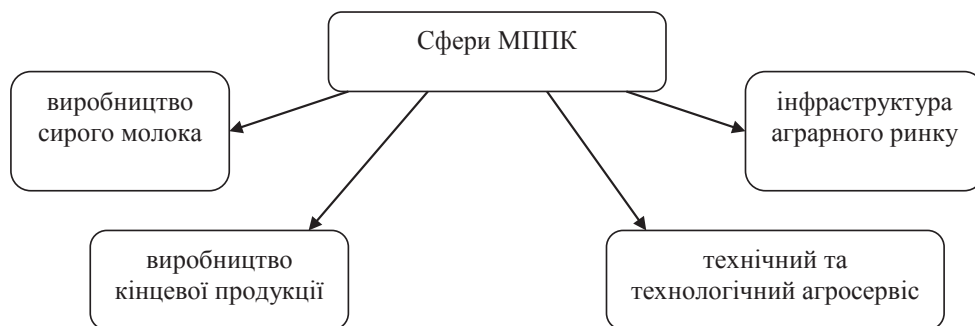 Сфери МППК
виробництво
сирого молока
інфраструктура
аграрного ринку
виробництво
кінцевої продукції
технічний та
технологічний агросервіс